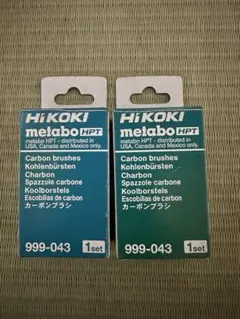 HiKOKI
metabo HPT
metabo HPT - distributed in
USA, Canada and Mexico only.
Carbon brushes
Kohlenbürsten
Charbon
Spazzole carbone
Koolborstels
Escobillas de carbon
カーボンブラシ
999-043
1set
HiKOKI
metabo HPT
metabo HPT - distributed in
USA, Canada and Mexico only.
Carbon brushes
Kohlenbürsten
Charbon
Spazzole carbone
Koolborstels
Escobillas de carbon
カーボンブラシ
999-043
1set